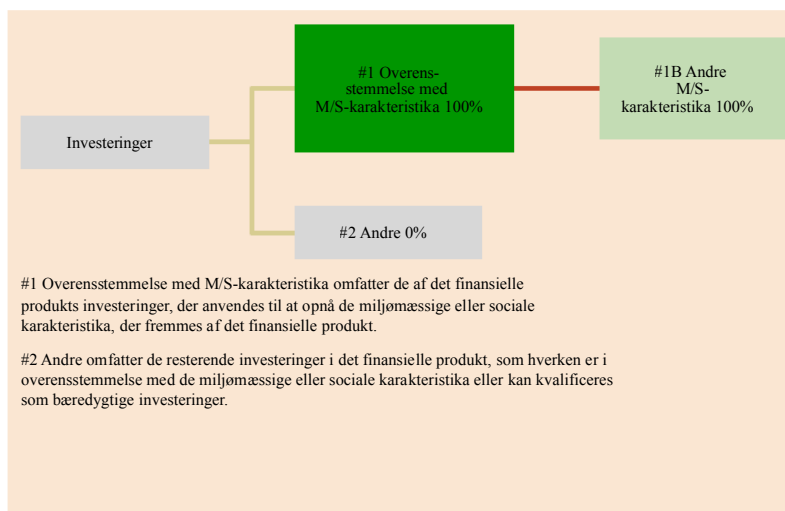 #1 Overens-
stemmelse med
M/S-karakteristika 100%
#1B Andre
M/S-
karakteristika 100%
Investeringer
#2 Andre 0%
#1 Overensstemmelse med M/S-karakteristika omfatter de af det finansielle
produkts investeringer, der anvendes til at opnå de miljømæssige eller sociale
karakteristika, der fremmes af det finansielle produkt.
#2 Andre omfatter de resterende investeringer i det finansielle produkt, som hverken er i
overensstemmelse med de miljømæssige eller sociale karakteristika eller kan kvalificeres
som bæredygtige investeringer.